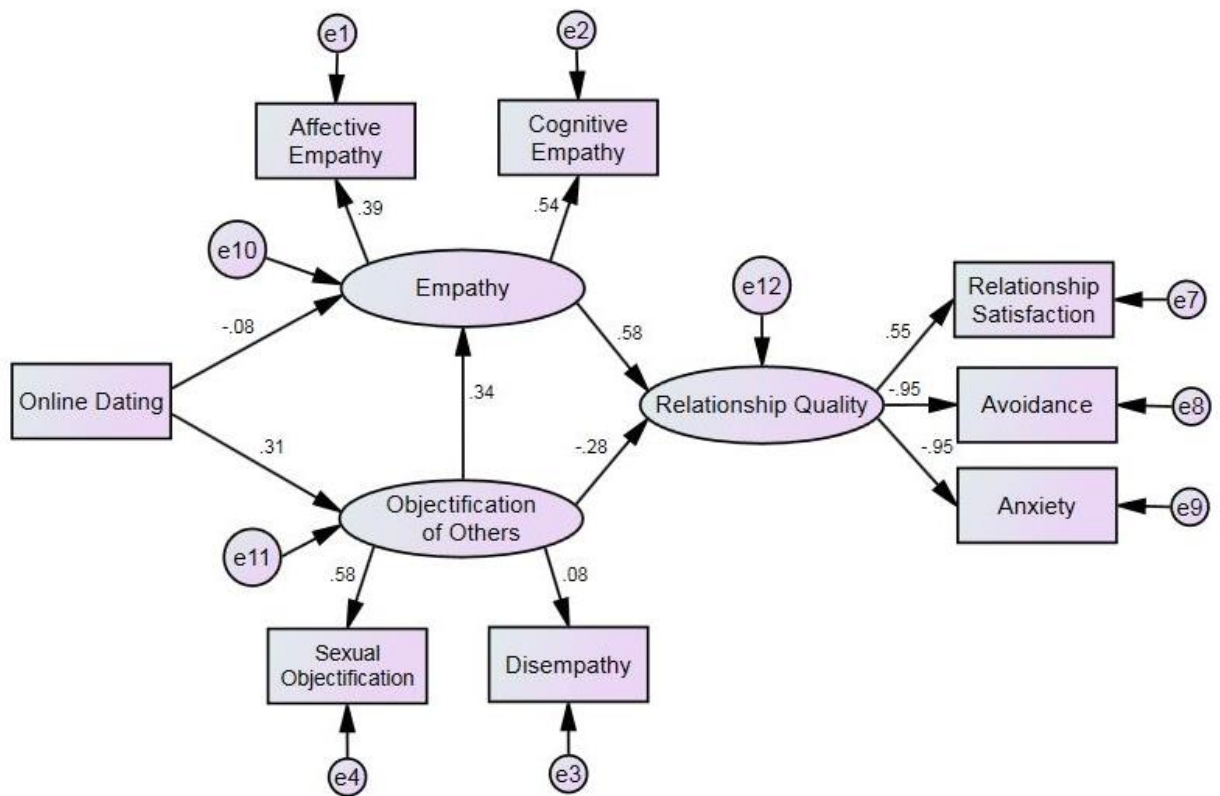 e1
e2
Affective
Empathy
Cognitive
Empathy
.39
.54
e10
Empathy
e12
Relationship
Satisfaction
e7
-.08
.58
.55
Online Dating
.34
Relationship Quality
-.95
Avoidance
e8
.31
-.28
-.95
Objectification
of Others
Anxiety
e9
e11
.58
.08
Sexual
Objectification
Disempathy
e4
e3